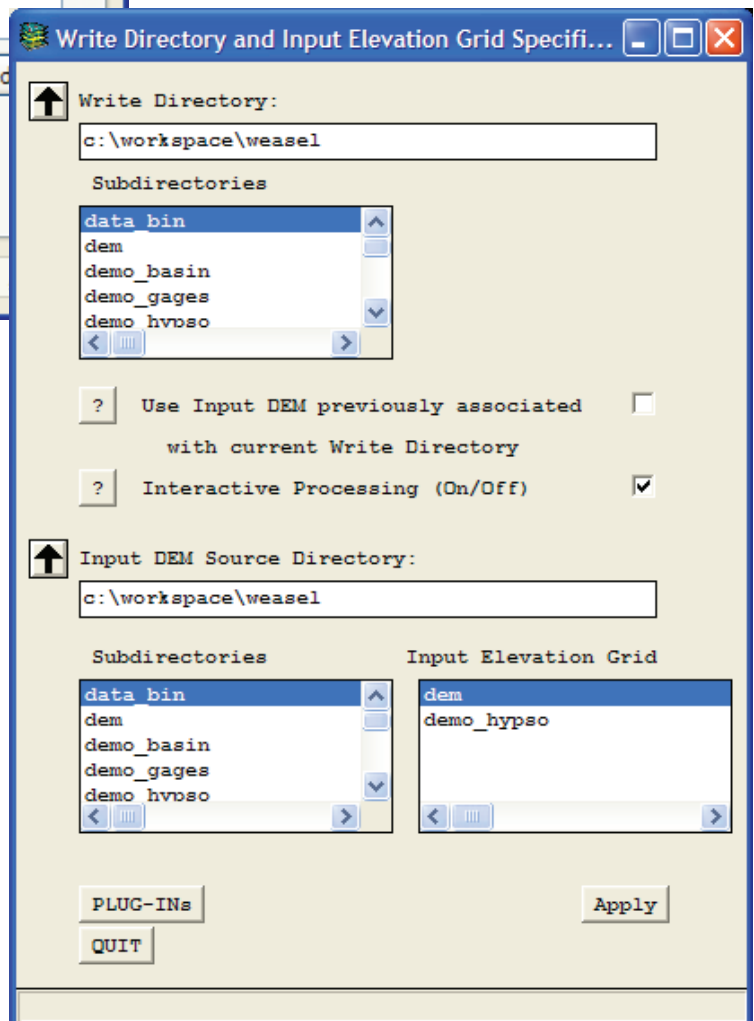 Write Directory and Input Elevation Grid Specifi...
Write Directory:
c:\workspace\weasel
Subdirectories
data_bin
dem
demo_basin
demo_gages
demo_hypso
? Use Input DEM previously associated
with current Write Directory
? Interactive Processing (On/Off)
Input DEM Source Directory:
c:\workspace\weasel
Subdirectories
Input Elevation Grid
data_bin
dem
demo_basin
demo_gages
demo_hypso
dem
demo_hypso
PLUG-INs
Apply
QUIT